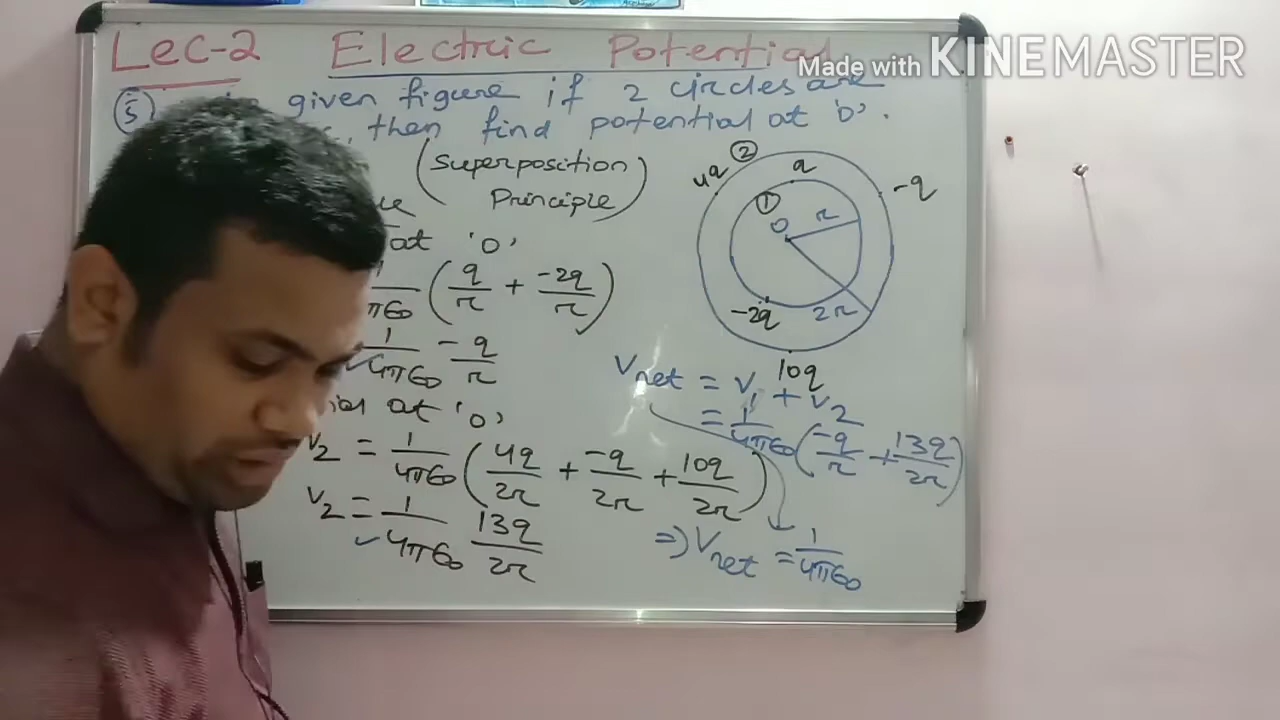 Lec-2 Electric Potential
Made with KINEMASTER
⑤ given figure if 2 circles are
, then find potential at 'O'.
(Superposition
Principle)
at 'O'
πε₀ (q/r + -2q/r)
1/4πε₀ -q/r
at 'O'
V₂ = 1/4πε₀ (4q/2r + -q/2r + 10q/2r)
V₂ = 1/4πε₀ 13q/2r
②
4q
q
-q
①
O
r
-2q
2r
10q
Vnet = V₁ + V₂
= 1/4πε₀ (-q/r + 13q/2r)
⇒ Vnet = 1/4πε₀